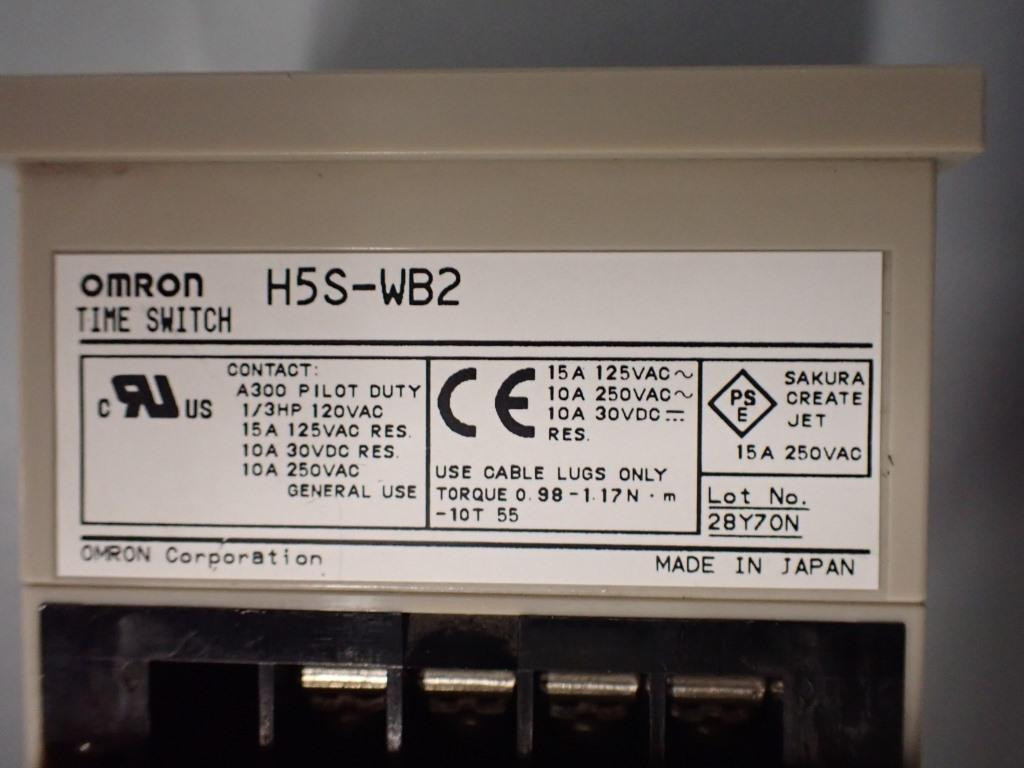 OMRON H5S-WB2
TIME SWITCH
c RU US
CONTACT:
A300 PILOT DUTY
1/3HP 120VAC
15A 125VAC RES.
10A 30VDC RES.
10A 250VAC
GENERAL USE
CE
15A 125VAC~
10A 250VAC~
10A 30VDC⎓
RES.
USE CABLE LUGS ONLY
TORQUE 0.98-1.17N·m
-10T 55
PS
E
SAKURA
CREATE
JET
15A 250VAC
Lot No.
28Y70N
OMRON Corporation MADE IN JAPAN